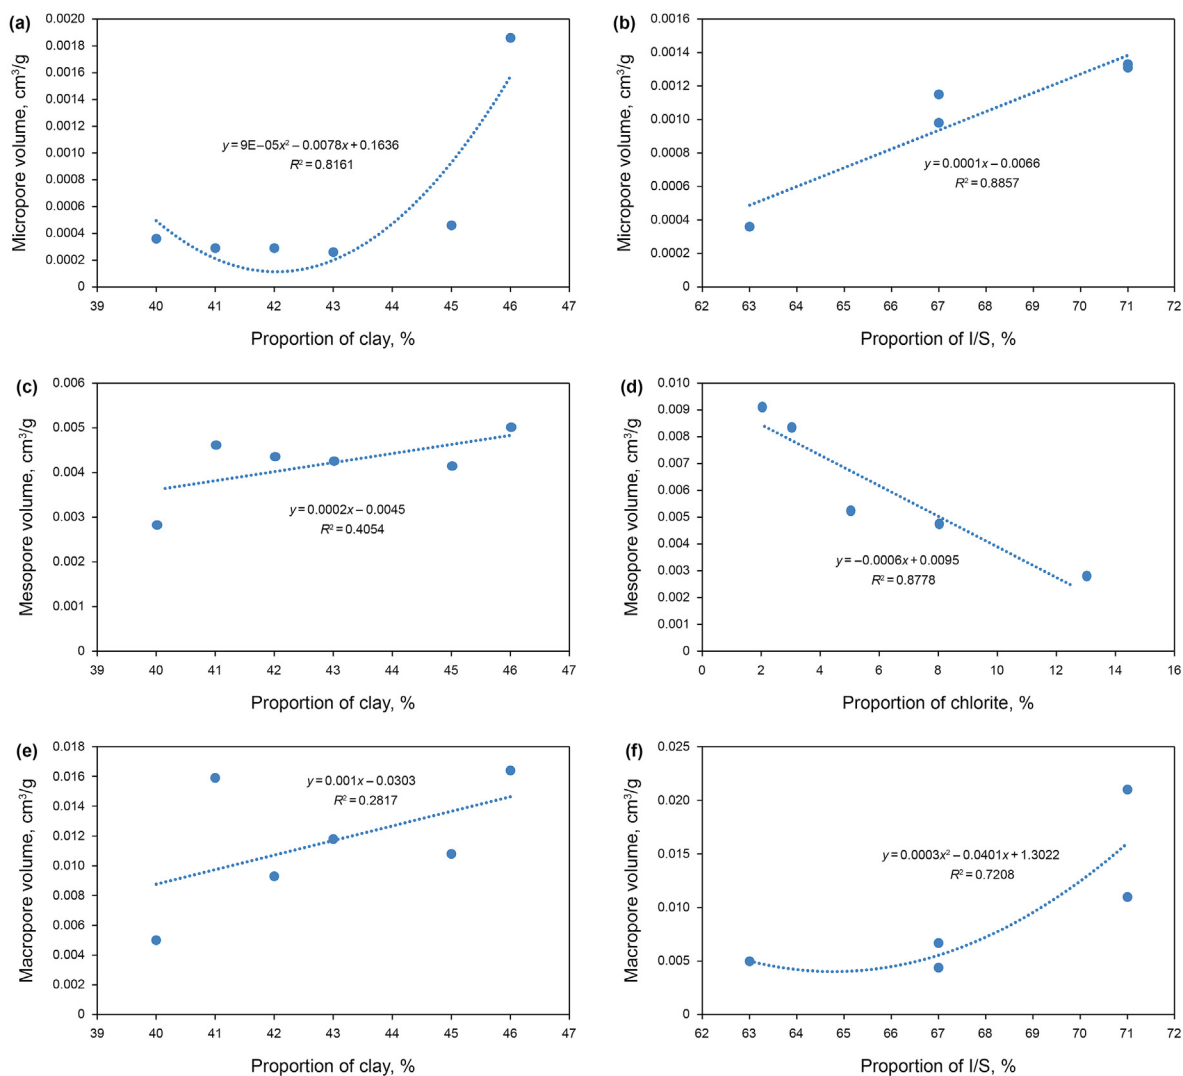 (a)
Micropore volume, cm³/g
0.0020
0.0018
0.0016
0.0014
0.0012
0.0010
0.0008
0.0006
0.0004
0.0002
0
y = 9E−05x² − 0.0078x + 0.1636
R² = 0.8161
39 40 41 42 43 44 45 46 47
Proportion of clay, %
(b)
Micropore volume, cm³/g
0.0016
0.0014
0.0012
0.0010
0.0008
0.0006
0.0004
0.0002
0
y = 0.0001x − 0.0066
R² = 0.8857
62 63 64 65 66 67 68 69 70 71 72
Proportion of I/S, %
(c)
Mesopore volume, cm³/g
0.006
0.005
0.004
0.003
0.002
0.001
0
y = 0.0002x − 0.0045
R² = 0.4054
39 40 41 42 43 44 45 46 47
Proportion of clay, %
(d)
Mesopore volume, cm³/g
0.010
0.009
0.008
0.007
0.006
0.005
0.004
0.003
0.002
0.001
0
y = −0.0006x + 0.0095
R² = 0.8778
0 2 4 6 8 10 12 14 16
Proportion of chlorite, %
(e)
Macropore volume, cm³/g
0.018
0.016
0.014
0.012
0.010
0.008
0.006
0.004
0.002
0
y = 0.001x − 0.0303
R² = 0.2817
39 40 41 42 43 44 45 46 47
Proportion of clay, %
(f)
Macropore volume, cm³/g
0.025
0.020
0.015
0.010
0.005
0
y = 0.0003x² − 0.0401x + 1.3022
R² = 0.7208
62 63 64 65 66 67 68 69 70 71 72
Proportion of I/S, %